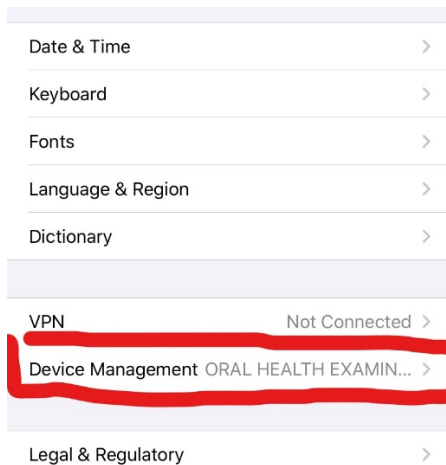 Date & Time
Keyboard
Fonts
Language & Region
Dictionary
VPN Not Connected
Device Management ORAL HEALTH EXAMIN...
Legal & Regulatory